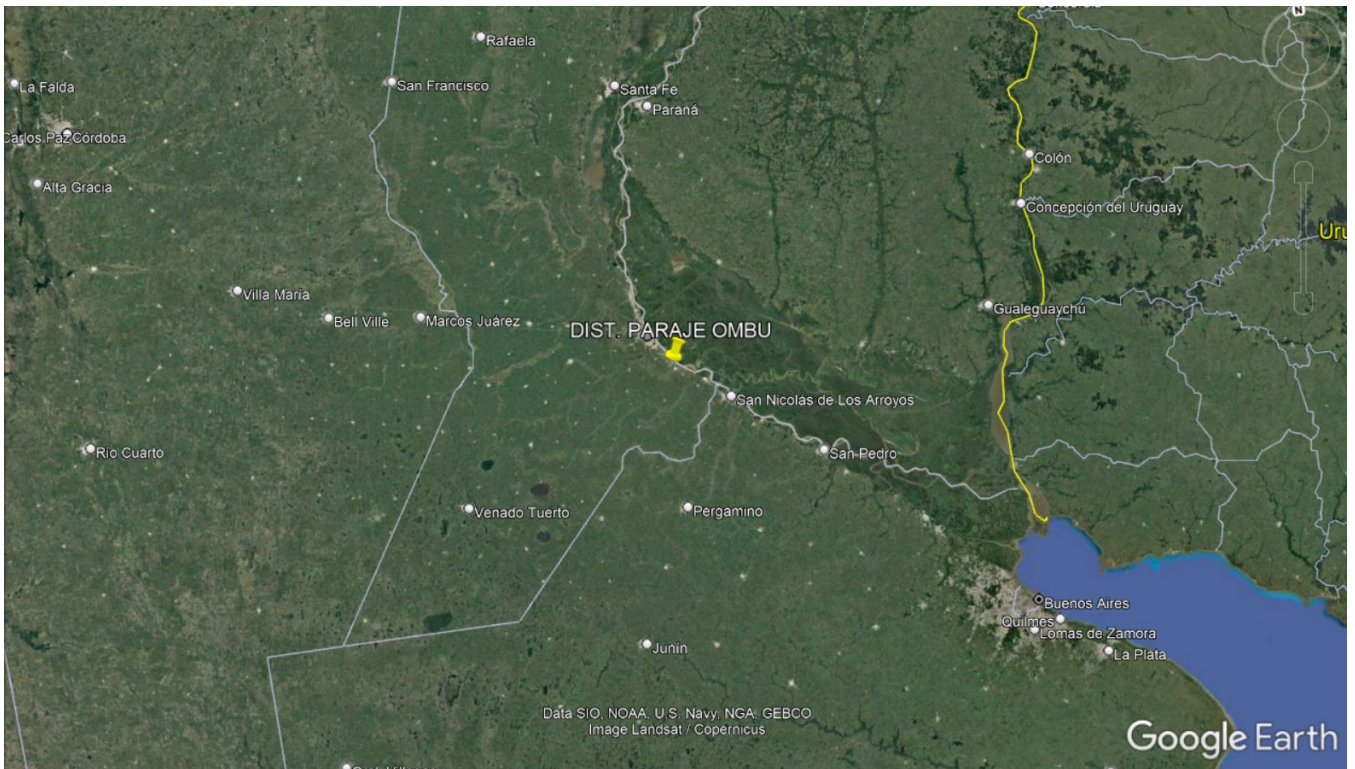 Rafaela
La Falda
San Francisco
Santa Fe
Paraná
Carlos Paz
Córdoba
Colón
Alta Gracia
Concepción del Uruguay
Uru
Villa María
Bell Ville
Marcos Juárez
Gualeguaychú
DIST. PARAJE OMBU
San Nicolás de Los Arroyos
Río Cuarto
San Pedro
Venado Tuerto
Pergamino
Buenos Aires
Quilmes
Lomas de Zamora
Junín
La Plata
Data SIO, NOAA, U.S. Navy, NGA, GEBCO
Image Landsat / Copernicus
Google Earth
N